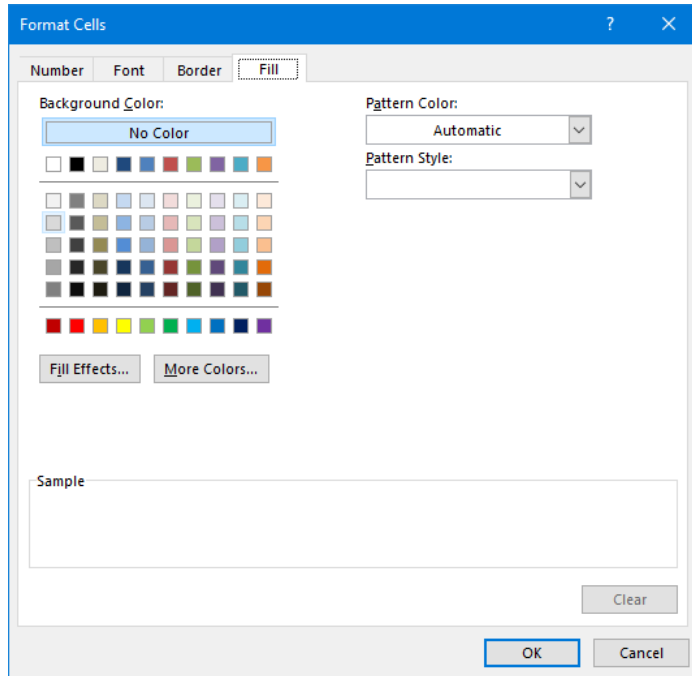 Format Cells ?
Number Font Border Fill
Background Color: Pattern Color:
No Color Automatic
Pattern Style:
Fill Effects... More Colors...
Sample
Clear
OK Cancel